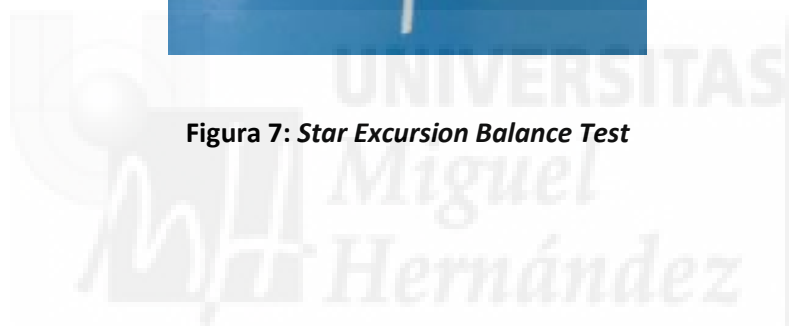 UNIVERSITAS
Figura 7: Star Excursion Balance Test
Miguel
Hernández